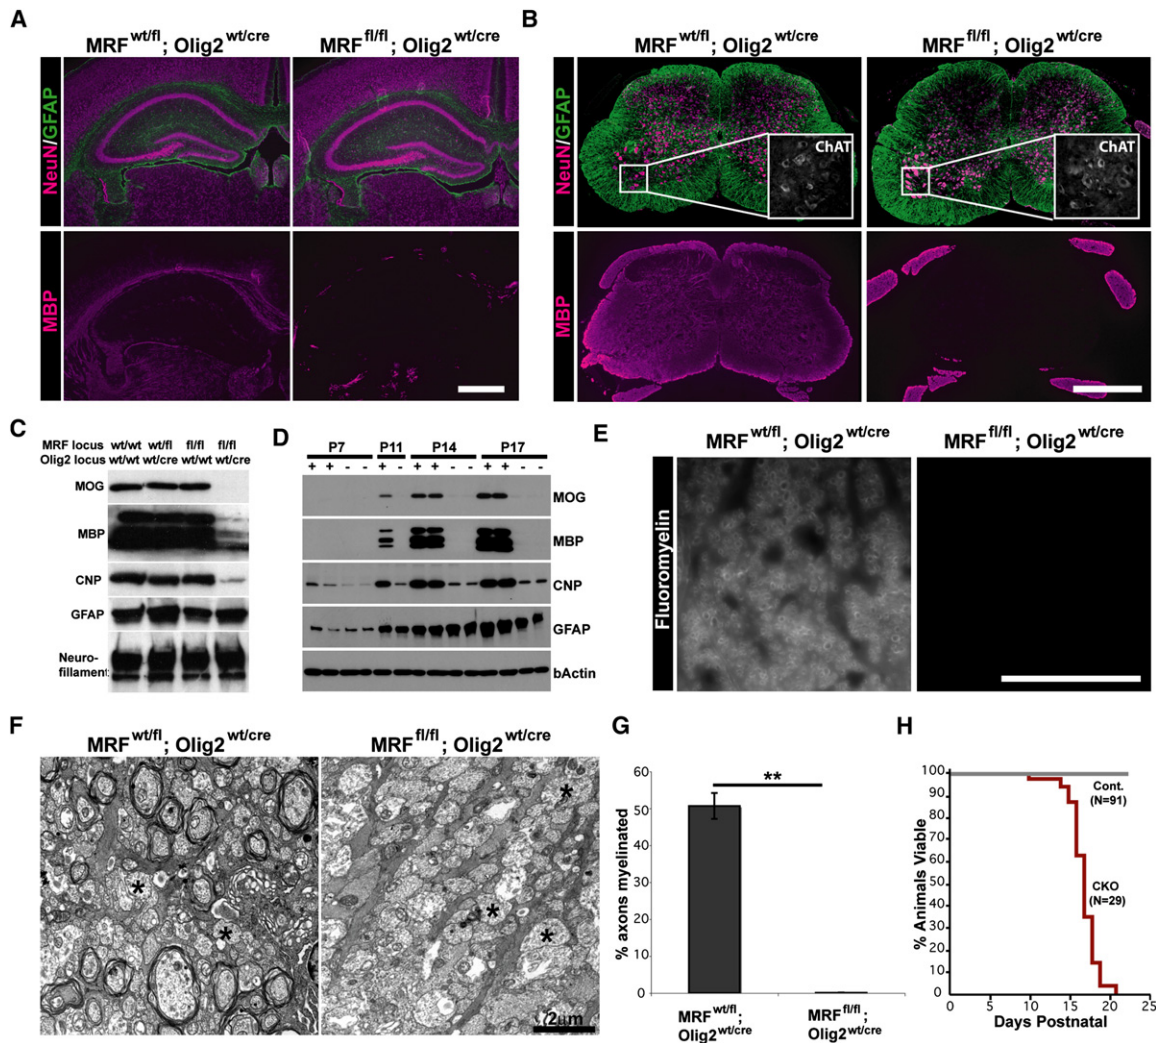 A
MRF wt/fl ; Olig2 wt/cre
MRF fl/fl ; Olig2 wt/cre
NeuN/GFAP
MBP
B
MRF wt/fl ; Olig2 wt/cre
MRF fl/fl ; Olig2 wt/cre
NeuN/GFAP
ChAT
ChAT
MBP
C
MRF locus wt/wt wt/fl fl/fl fl/fl
Olig2 locus wt/wt wt/cre wt/wt wt/cre
MOG
MBP
CNP
GFAP
Neuro-
fillament
D
P7 P11 P14 P17
+ + - - + - + + - - + + - -
MOG
MBP
CNP
GFAP
bActin
E
MRF wt/fl ; Olig2 wt/cre
MRF fl/fl ; Olig2 wt/cre
Fluoromyelin
F
MRF wt/fl ; Olig2 wt/cre
MRF fl/fl ; Olig2 wt/cre
*
*
*
*
*
2um
G
% axons myelinated
60
50
40
30
20
10
0
**
MRF wt/fl ;
Olig2 wt/cre
MRF fl/fl ;
Olig2 wt/cre
H
% Animals Viable
100
90
80
70
60
50
40
30
20
10
0
Cont.
(N=91)
CKO
(N=29)
0 5 10 15 20 25
Days Postnatal